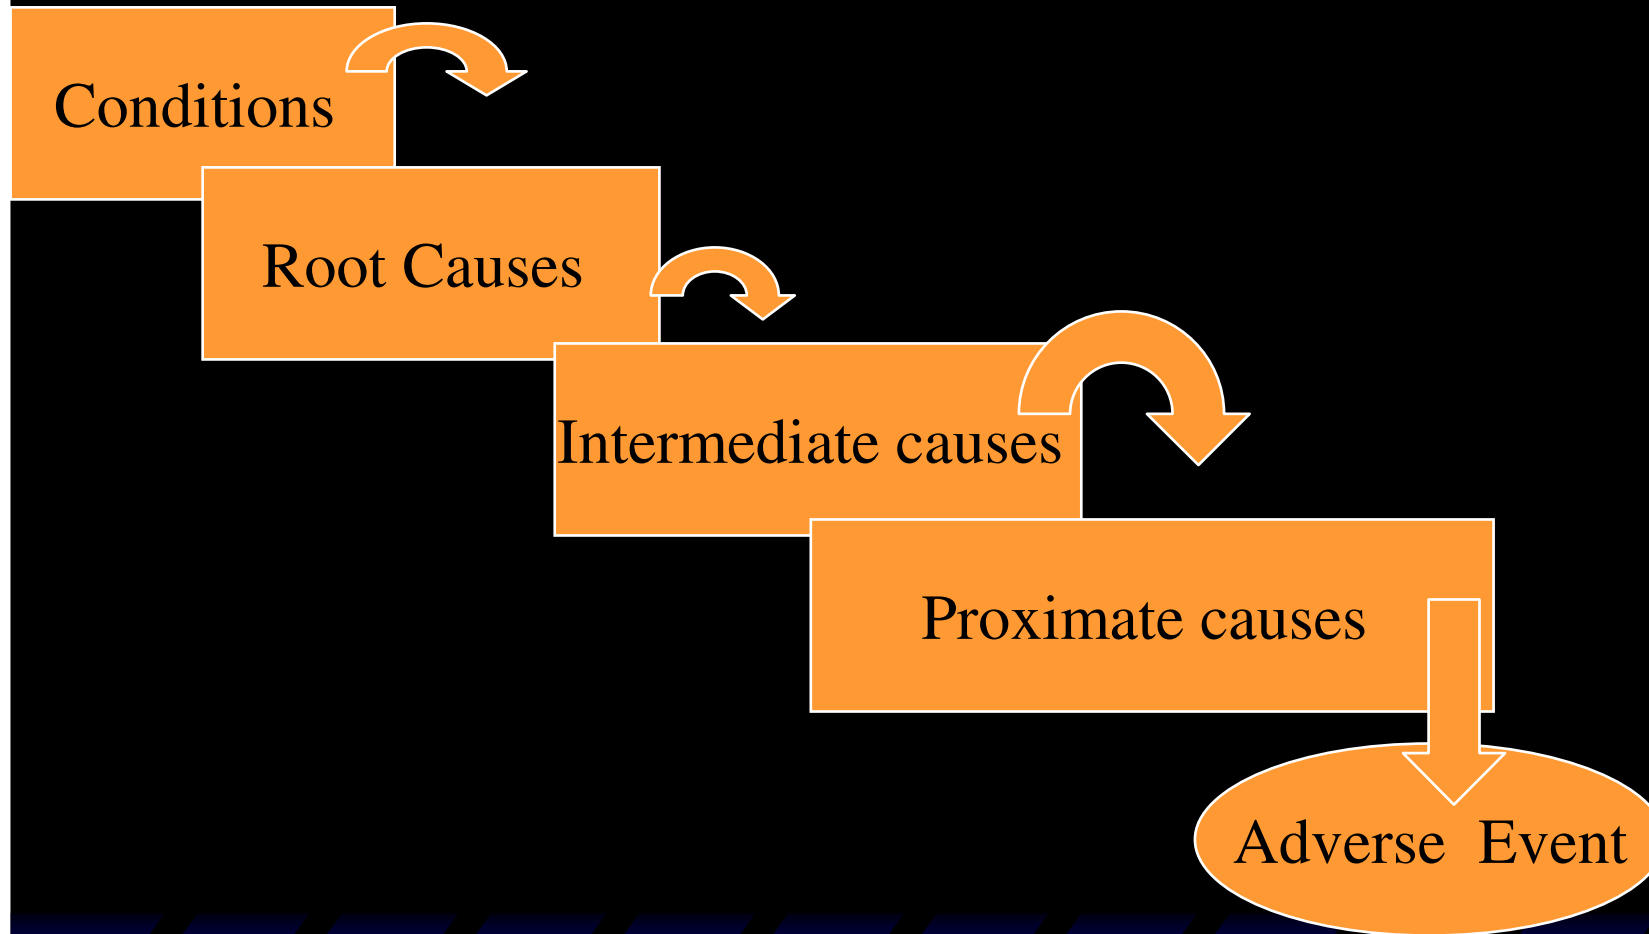 Conditions
Root Causes
Intermediate causes
Proximate causes
Adverse  Event